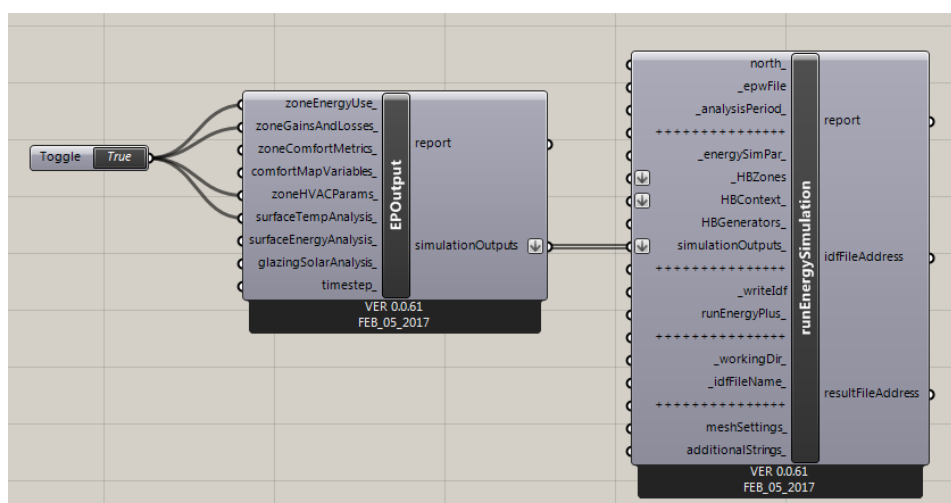 Toggle True
zoneEnergyUse_
zoneGainsAndLosses_
zoneComfortMetrics_
comfortMapVariables_
zoneHVACParams_
surfaceTempAnalysis_
surfaceEnergyAnalysis_
glazingSolarAnalysis_
timestep_
EPOutput
report
simulationOutputs
VER 0.0.61
FEB_05_2017
north_
_epwFile
_analysisPeriod_
+++++++++++++++
_energySimPar_
_HBZones
HBContext_
HBGenerators_
simulationOutputs_
+++++++++++++++
_writeIdf
runEnergyPlus_
+++++++++++++++
_workingDir_
_idfFileName_
+++++++++++++++
meshSettings_
additionalStrings_
runEnergySimulation
report
idfFileAddress
resultFileAddress
VER 0.0.61
FEB_05_2017